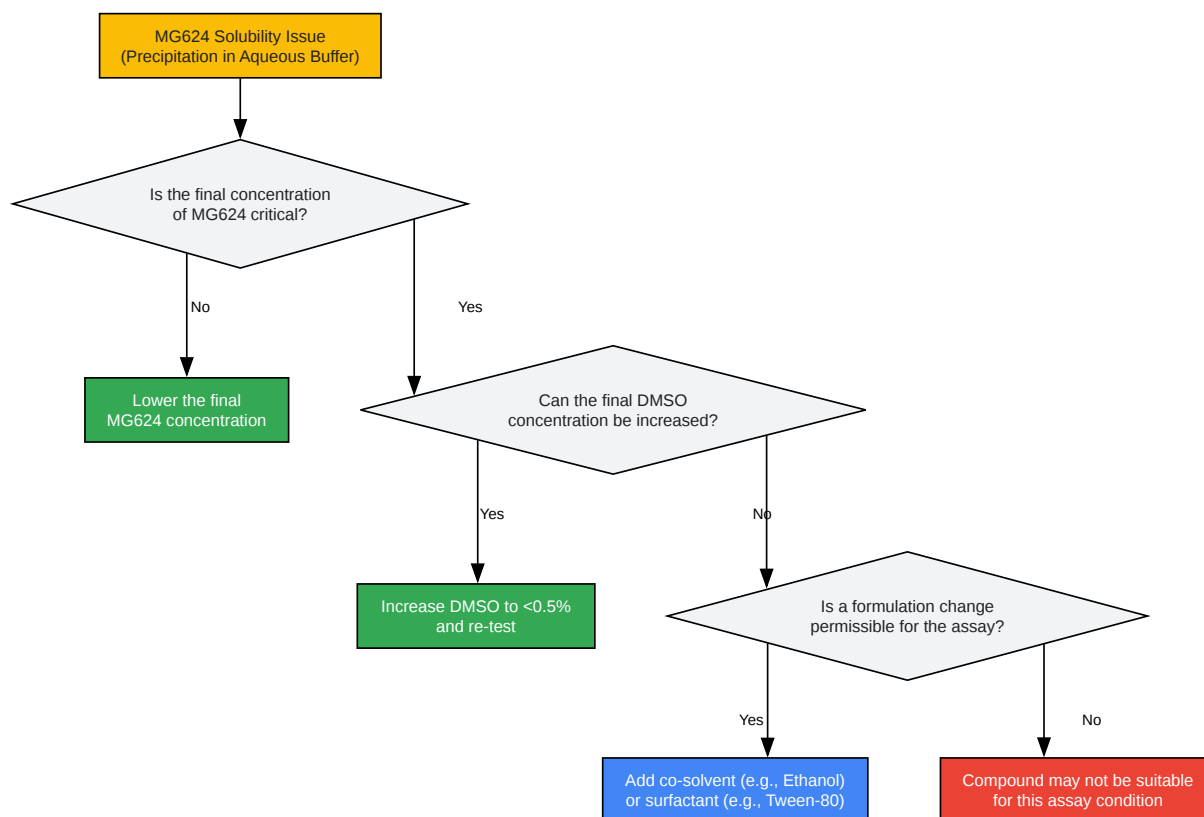 MG624 Solubility Issue
(Precipitation in Aqueous Buffer)
Is the final concentration
of MG624 critical?
No
Yes
Lower the final
MG624 concentration
Can the final DMSO
concentration be increased?
Yes
No
Increase DMSO to <0.5%
and re-test
Is a formulation change
permissible for the assay?
Yes
No
Add co-solvent (e.g., Ethanol)
or surfactant (e.g., Tween-80)
Compound may not be suitable
for this assay condition